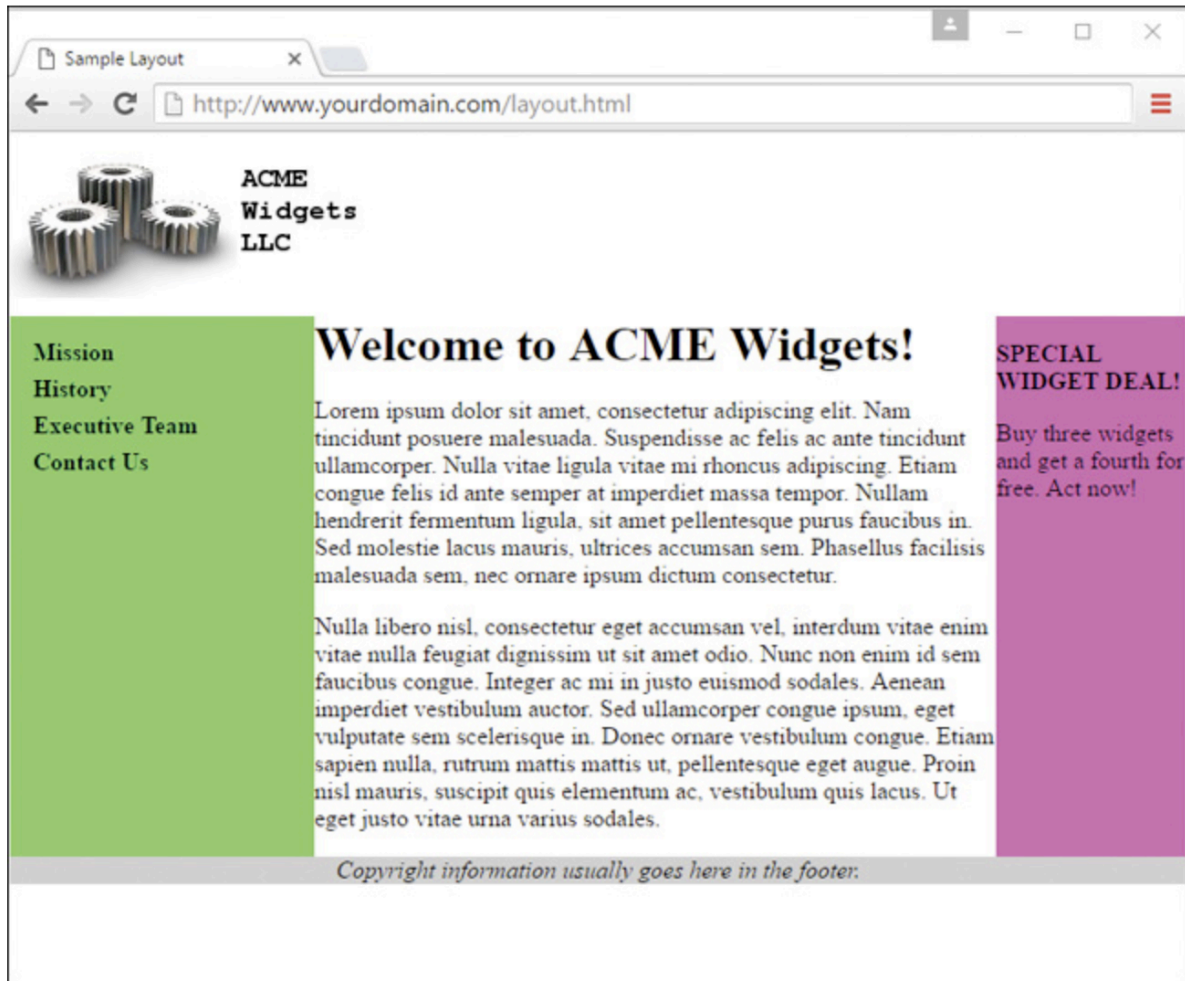 Sample Layout
http://www.yourdomain.com/layout.html
ACME
Widgets
LLC
Mission
History
Executive Team
Contact Us
Welcome to ACME Widgets!
Lorem ipsum dolor sit amet, consectetur adipiscing elit. Nam
tincidunt posuere malesuada. Suspendisse ac felis ac ante tincidunt
ullamcorper. Nulla vitae ligula vitae mi rhoncus adipiscing. Etiam
congue felis id ante semper at imperdiet massa tempor. Nullam
hendrerit fermentum ligula, sit amet pellentesque purus faucibus in.
Sed molestie lacus mauris, ultrices accumsan sem. Phasellus facilisis
malesuada sem, nec ornare ipsum dictum consectetur.
Nulla libero nisl, consectetur eget accumsan vel, interdum vitae enim
vitae nulla feugiat dignissim ut sit amet odio. Nunc non enim id sem
faucibus congue. Integer ac mi in justo euismod sodales. Aenean
imperdiet vestibulum auctor. Sed ullamcorper congue ipsum, eget
vulputate sem scelerisque in. Donec ornare vestibulum congue. Etiam
sapien nulla, rutrum mattis mattis ut, pellentesque eget augue. Proin
nisl mauris, suscipit quis elementum ac, vestibulum quis lacus. Ut
eget justo vitae urna varius sodales.
SPECIAL
WIDGET DEAL!
Buy three widgets
and get a fourth for
free. Act now!
Copyright information usually goes here in the footer.